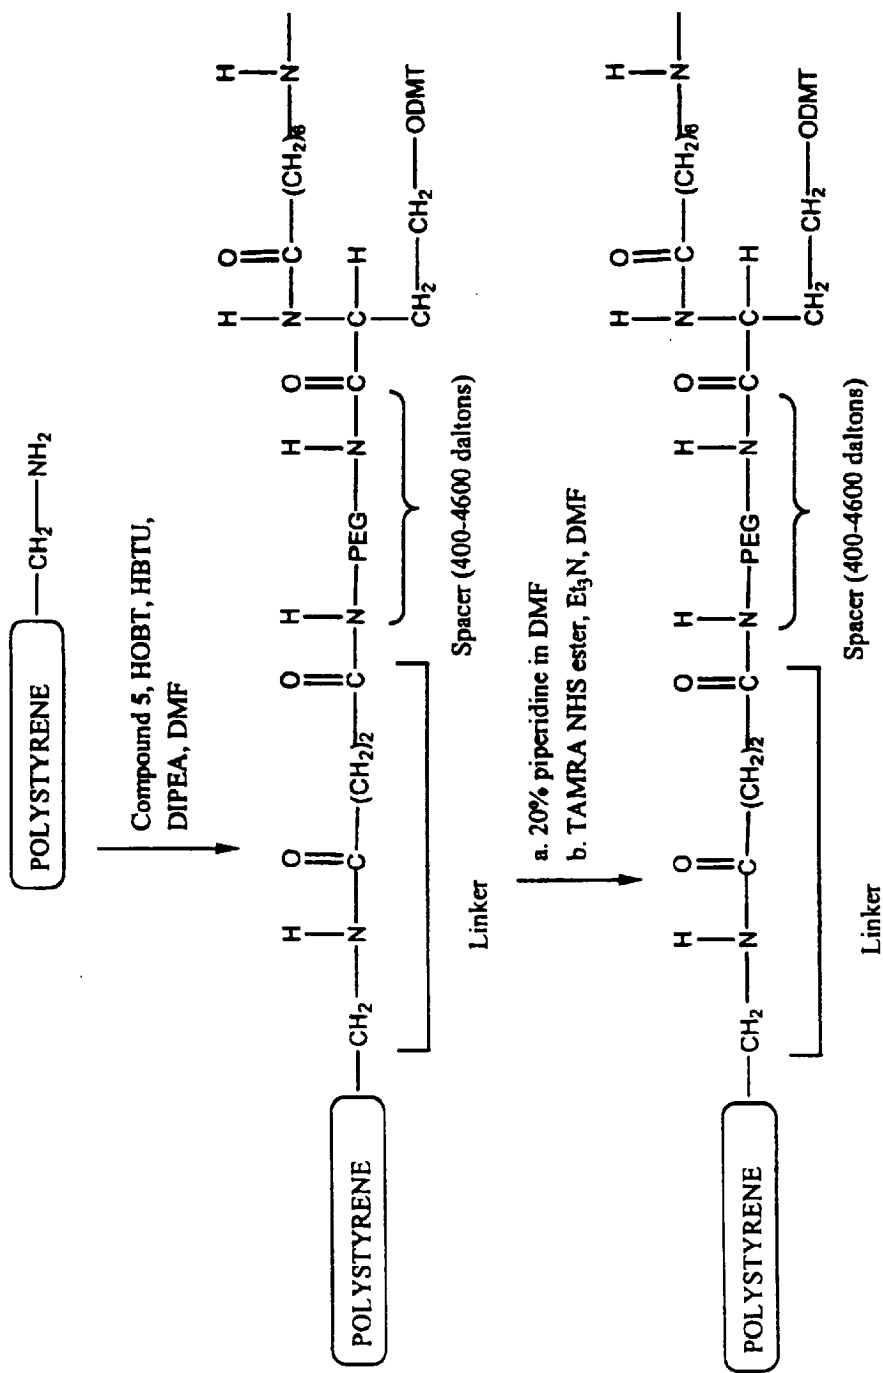 POLYSTYRENE —CH₂—NH₂
Compound 5, HOBT, HBTU,
DIPEA, DMF
H O O H H O H O H
POLYSTYRENE —CH₂—N—C—(CH₂)₂—C—N—PEG—N—C—C—H
N—C—(CH₂)₆—N—
CH₂—CH₂—ODMT
Linker
Spacer (400-4600 daltons)
a. 20% piperidine in DMF
b. TAMRA NHS ester, Et₃N, DMF
H O O H H O H O H
POLYSTYRENE —CH₂—N—C—(CH₂)₂—C—N—PEG—N—C—C—H
N—C—(CH₂)₆—N—
CH₂—CH₂—ODMT
Linker
Spacer (400-4600 daltons)